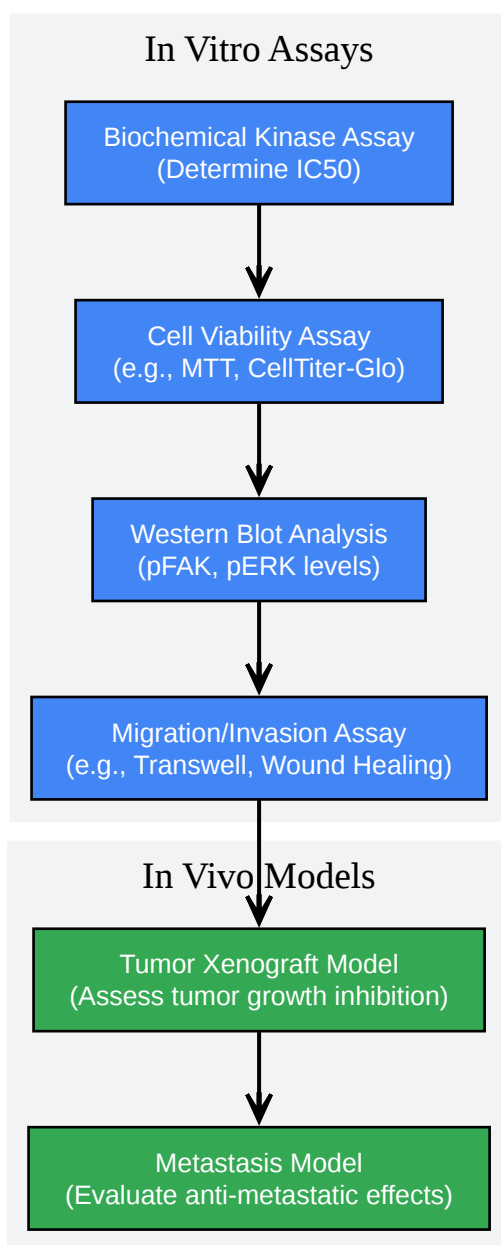 In Vitro Assays
Biochemical Kinase Assay
(Determine IC50)
Cell Viability Assay
(e.g., MTT, CellTiter-Glo)
Western Blot Analysis
(pFAK, pERK levels)
Migration/Invasion Assay
(e.g., Transwell, Wound Healing)
In Vivo Models
Tumor Xenograft Model
(Assess tumor growth inhibition)
Metastasis Model
(Evaluate anti-metastatic effects)